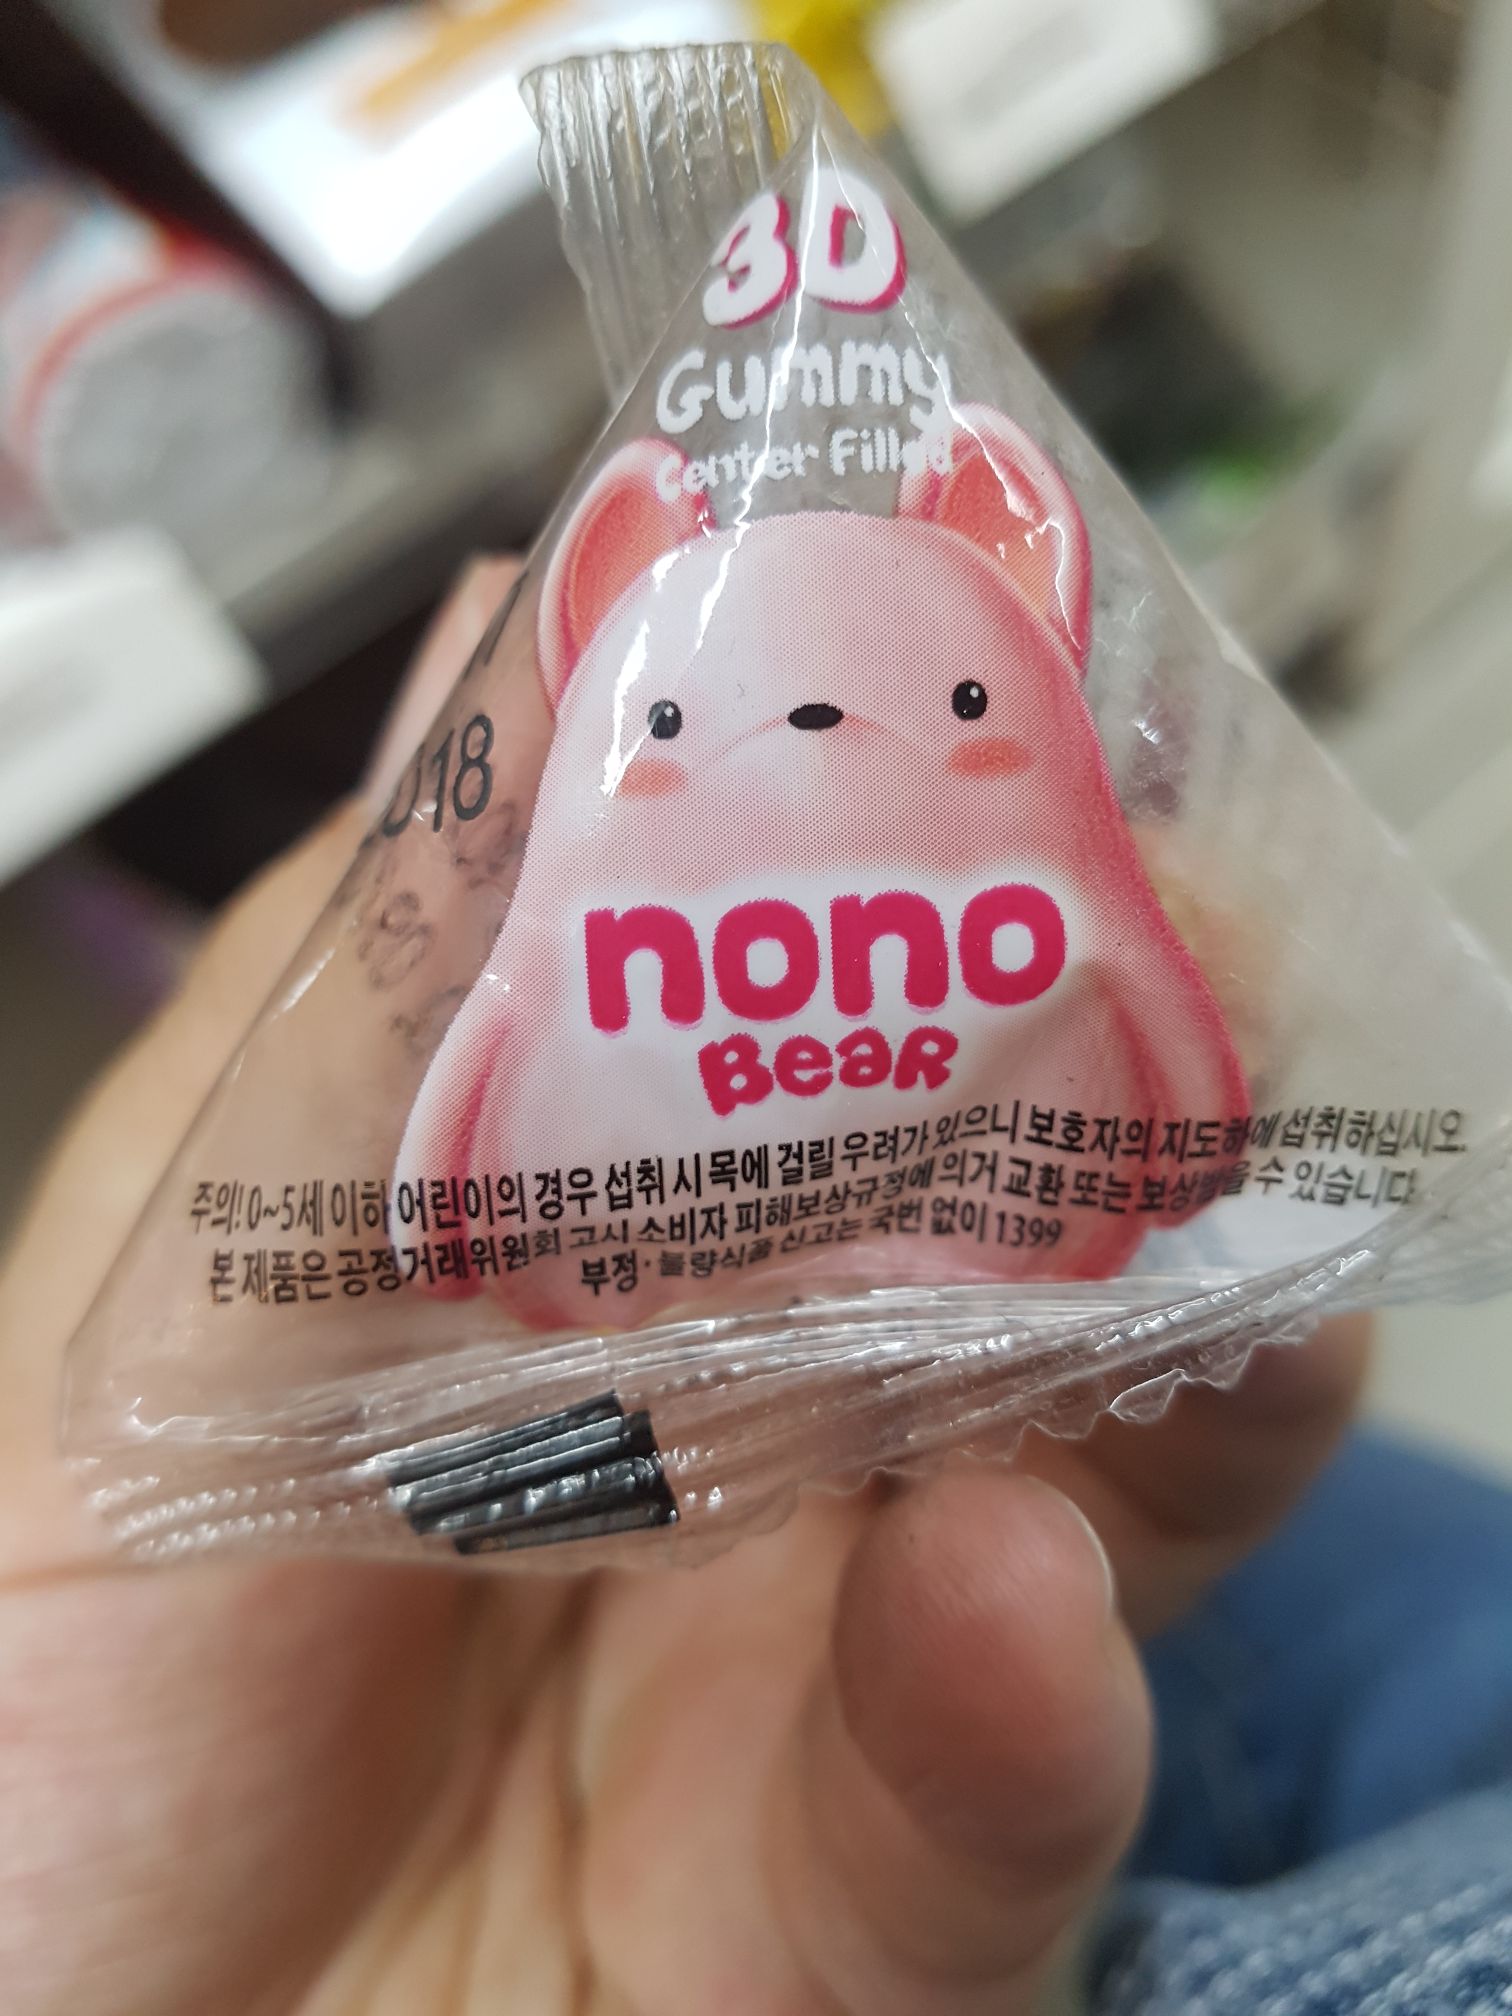 3D
Gummy
Center Filled
018
nono
BeaR
주의! 0~5세 이하 어린이의 경우 섭취 시 목에 걸릴 우려가 있으니 보호자의 지도하에 섭취하십시오.
본 제품은 공정거래위원회 고시 소비자 피해보상규정에 의거 교환 또는 보상받을 수 있습니다
부정·불량식품 신고는 국번 없이 1399